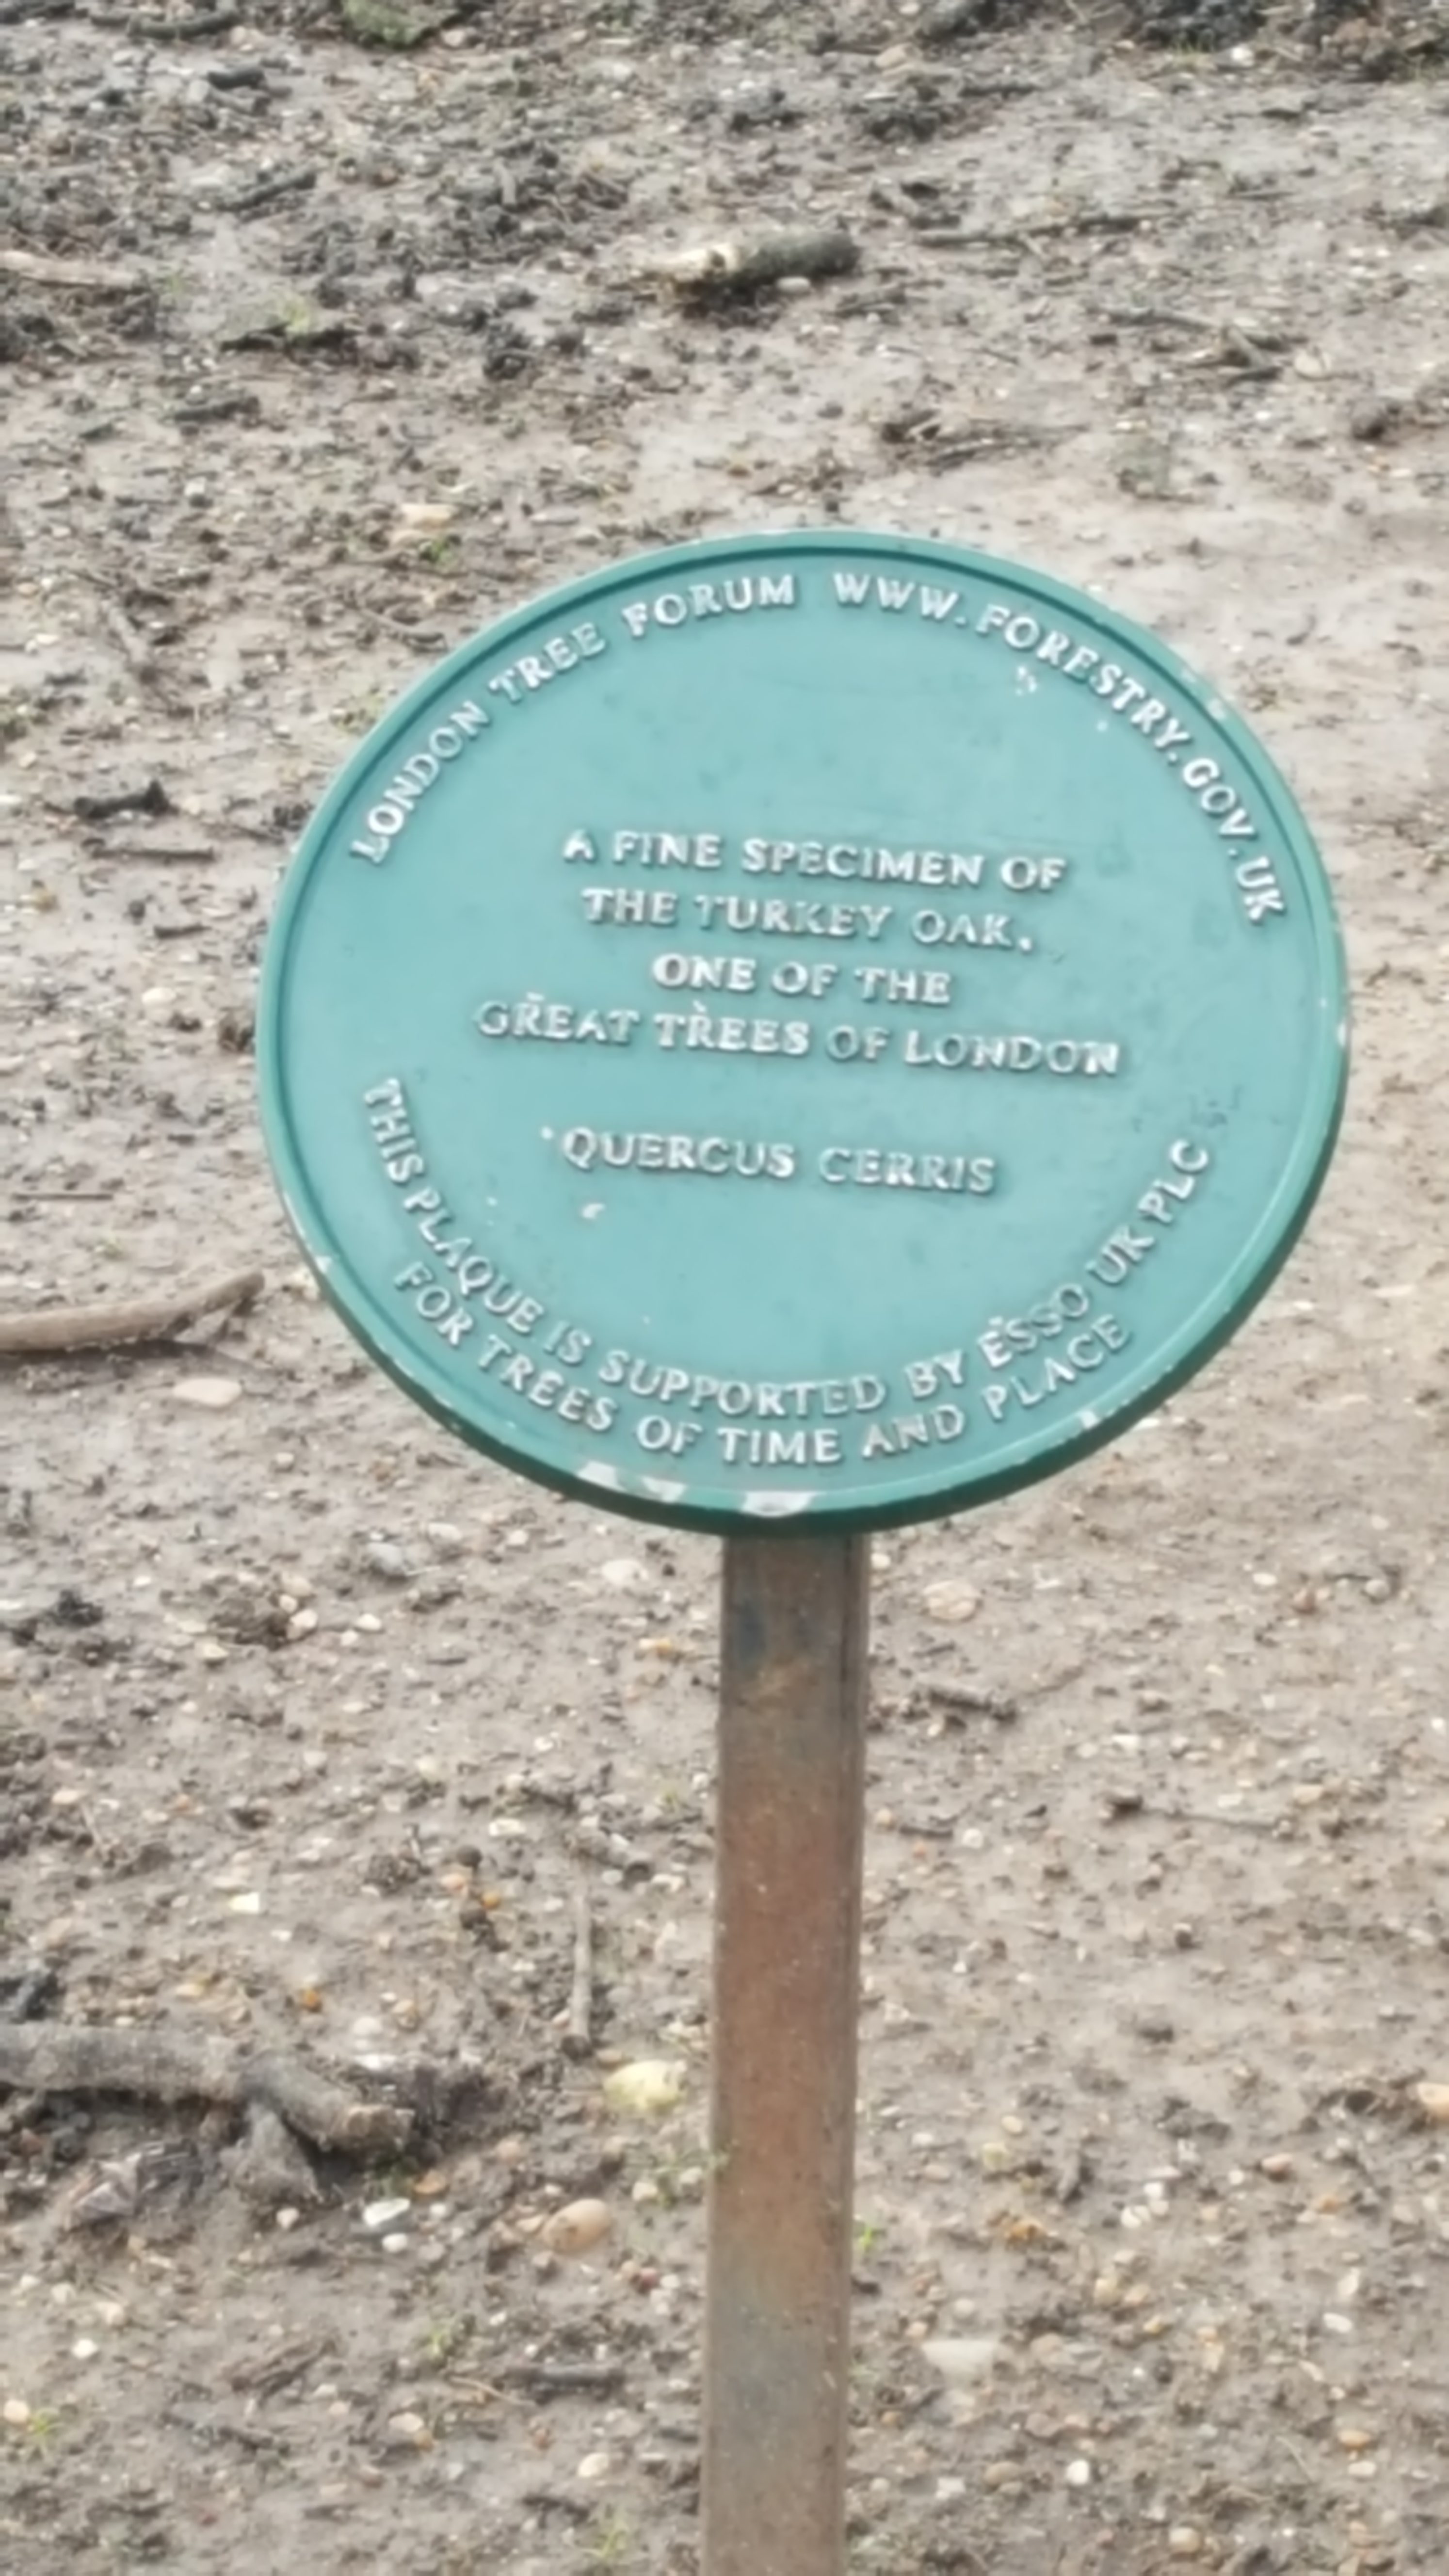 LONDON TREE FORUM WWW.FORESTRY.GOV.UK
A FINE SPECIMEN OF
THE TURKEY OAK.
ONE OF THE
GREAT TREES OF LONDON
QUERCUS CERRIS
THIS PLAQUE IS SUPPORTED BY ESSO UK PLC
FOR TREES OF TIME AND PLACE